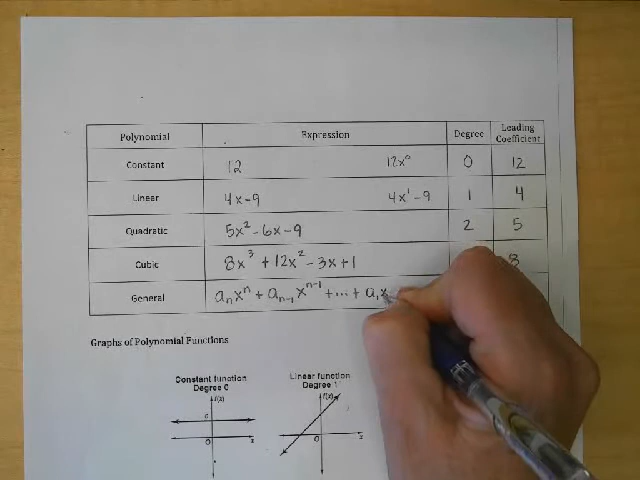 Polynomial Expression Degree Leading Coefficient
Constant 12 12x⁰ 0 12
Linear 4x-9 4x¹-9 1 4
Quadratic 5x²-6x-9 2 5
Cubic 8x³+12x²-3x+1 8
General aₙxⁿ+aₙ₋₁xⁿ⁻¹+...+a₁x
Graphs of Polynomial Functions
Constant function Linear function
Degree 0 Degree 1
f(x) f(x)
O x O x